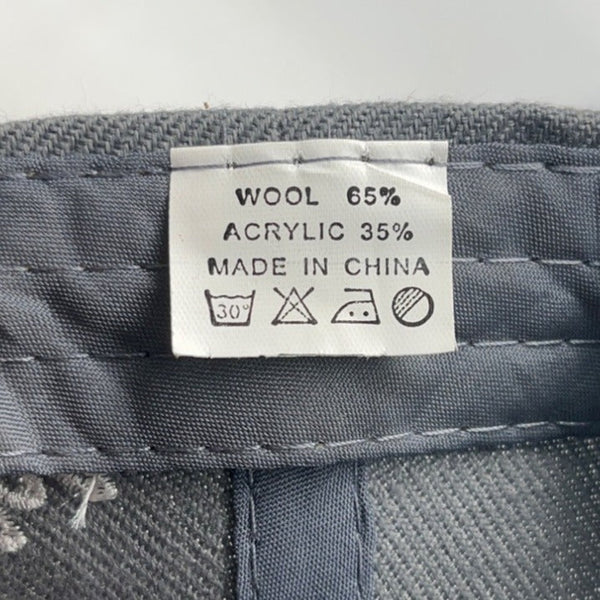 WOOL 65%
ACRYLIC 35%
MADE IN CHINA
30°